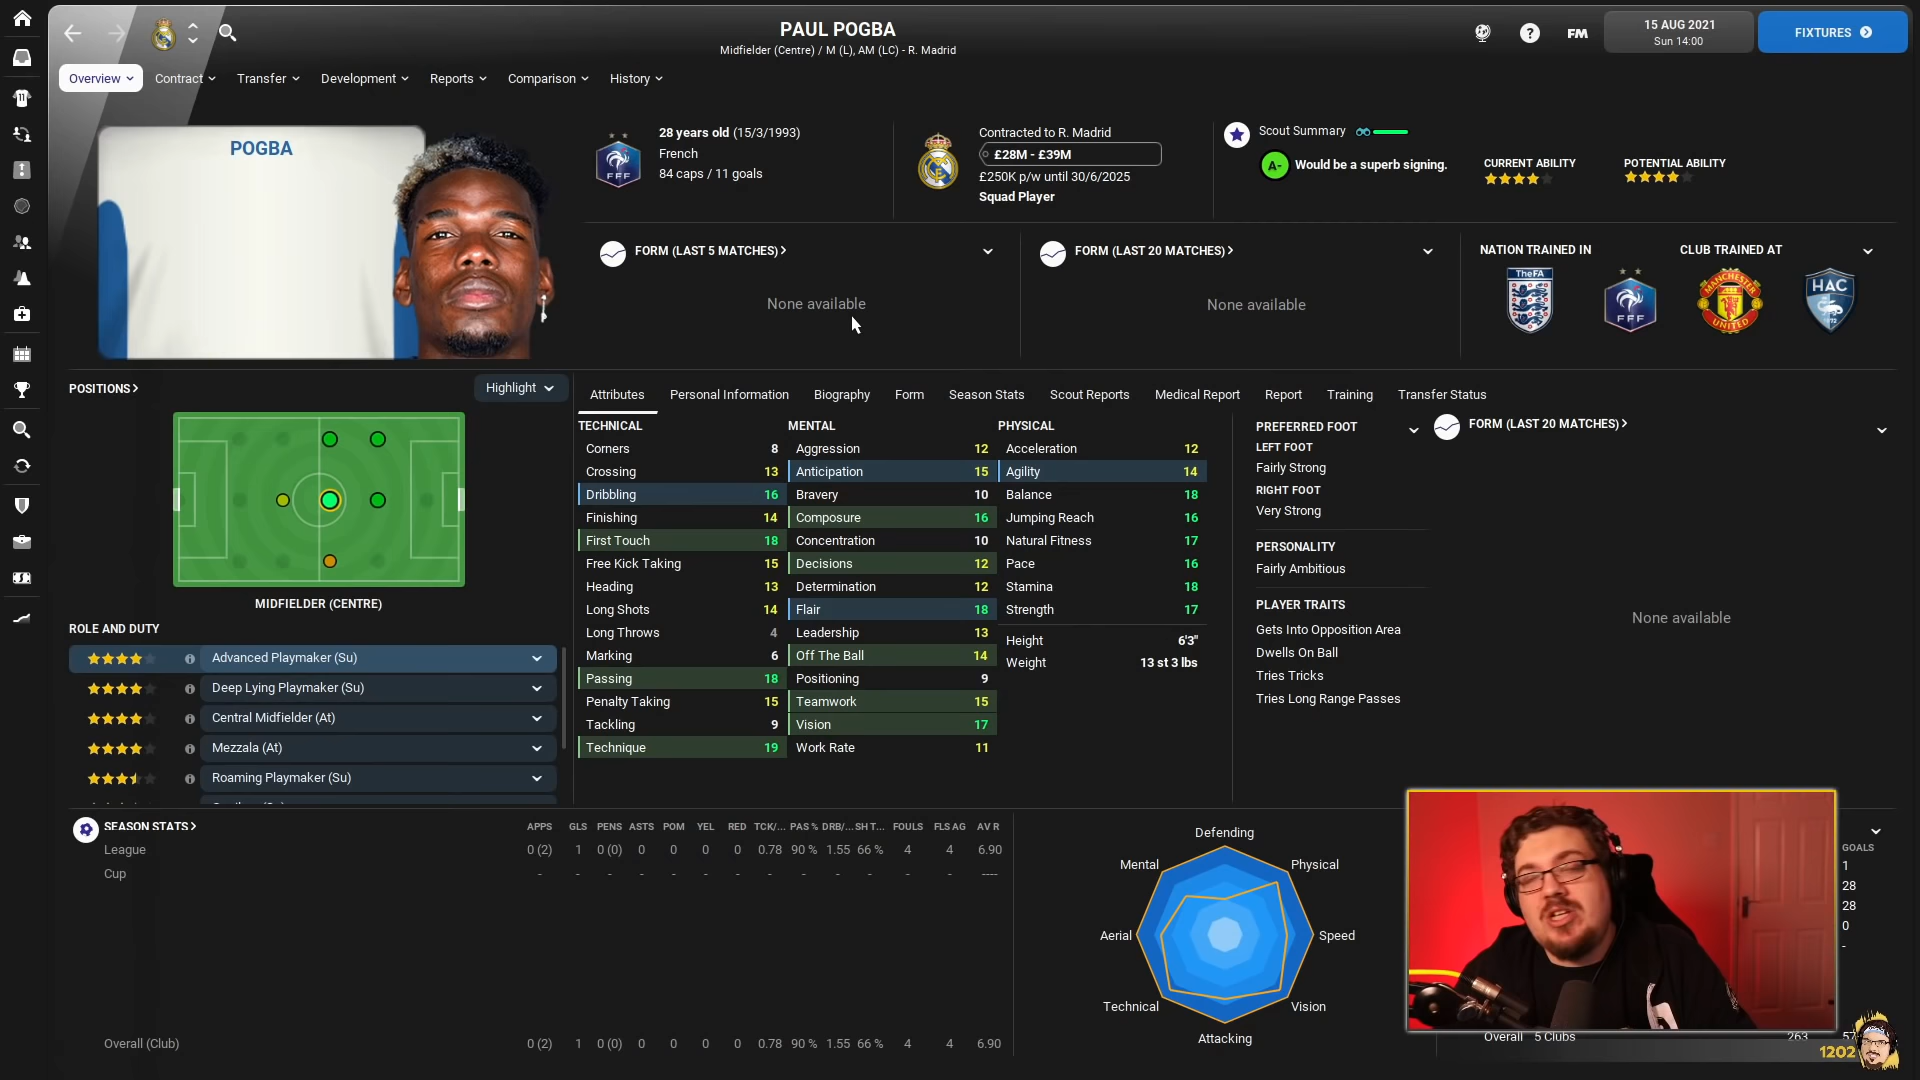 PAUL POGBA
Midfielder (Centre) / M (L), AM (LC) - R. Madrid
FM
15 AUG 2021
Sun 14:00
FIXTURES
Overview
Contract
Transfer
Development
Reports
Comparison
History
POGBA
28 years old (15/3/1993)
French
84 caps / 11 goals
FFF
Contracted to R. Madrid
£28M - £39M
£250K p/w until 30/6/2025
Squad Player
Scout Summary
A- Would be a superb signing.
CURRENT ABILITY
POTENTIAL ABILITY
FORM (LAST 5 MATCHES)
None available
FORM (LAST 20 MATCHES)
None available
NATION TRAINED IN
CLUB TRAINED AT
TheFA
FFF
MANCHESTER UNITED
HAC
POSITIONS
Highlight
MIDFIELDER (CENTRE)
ROLE AND DUTY
Advanced Playmaker (Su)
Deep Lying Playmaker (Su)
Central Midfielder (At)
Mezzala (At)
Roaming Playmaker (Su)
Attributes
Personal Information
Biography
Form
Season Stats
Scout Reports
Medical Report
Report
Training
Transfer Status
TECHNICAL
Corners 8
Crossing 13
Dribbling 16
Finishing 14
First Touch 18
Free Kick Taking 15
Heading 13
Long Shots 14
Long Throws 4
Marking 6
Passing 18
Penalty Taking 15
Tackling 9
Technique 19
MENTAL
Aggression 12
Anticipation 15
Bravery 10
Composure 16
Concentration 10
Decisions 12
Determination 12
Flair 18
Leadership 13
Off The Ball 14
Positioning 9
Teamwork 15
Vision 17
Work Rate 11
PHYSICAL
Acceleration 12
Agility 14
Balance 18
Jumping Reach 16
Natural Fitness 17
Pace 16
Stamina 18
Strength 17
Height 6'3"
Weight 13 st 3 lbs
PREFERRED FOOT
LEFT FOOT
Fairly Strong
RIGHT FOOT
Very Strong
PERSONALITY
Fairly Ambitious
PLAYER TRAITS
Gets Into Opposition Area
Dwells On Ball
Tries Tricks
Tries Long Range Passes
FORM (LAST 20 MATCHES)
None available
SEASON STATS
APPS GLS PENS ASTS POM YEL RED TCK/... PAS % DRB/... SH T... FOULS FLS AG AV R
League 0 (2) 1 0 (0) 0 0 0 0 0.78 90 % 1.55 66 % 4 4 6.90
Cup - - - - - - - - - - - - - ----
Overall (Club) 0 (2) 1 0 (0) 0 0 0 0 0.78 90 % 1.55 66 % 4 4 6.90
Defending
Physical
Speed
Vision
Attacking
Technical
Aerial
Mental
GOALS
1
28
28
0
-
Overall 5 Clubs 263 57
1202